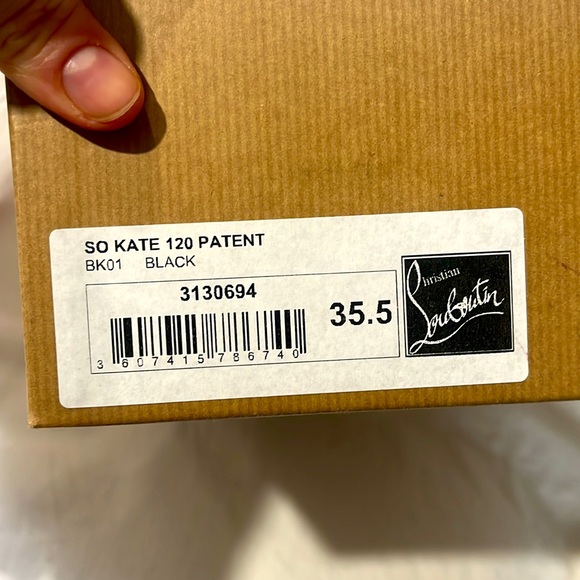 SO KATE 120 PATENT
BK01 BLACK
3130694
35.5
3 607415 786740
Christian
Louboutin